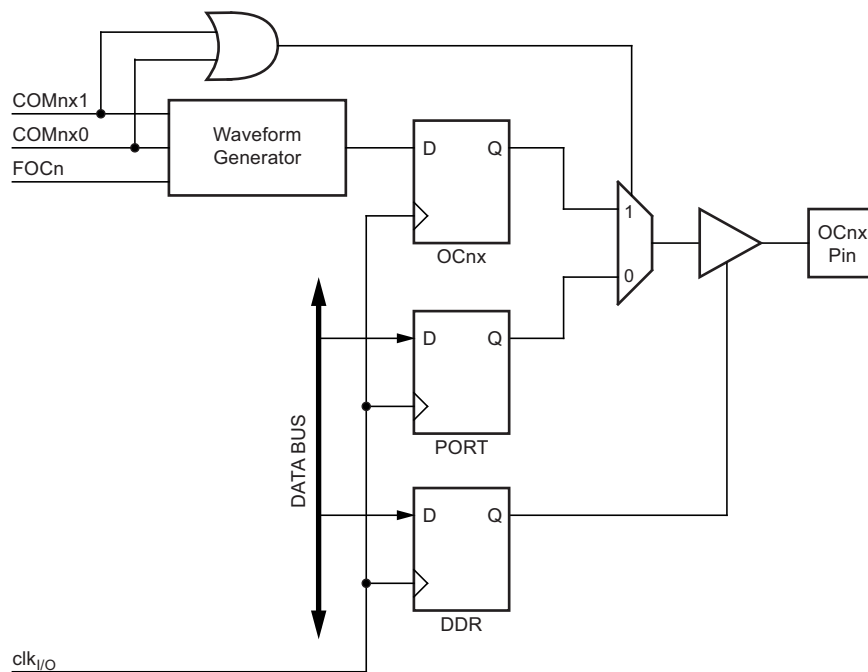 COMnx1
COMnx0
FOCn
Waveform
Generator
D
Q
OCnx
1
0
OCnx
Pin
D
Q
PORT
DATA BUS
D
Q
DDR
clkI/O